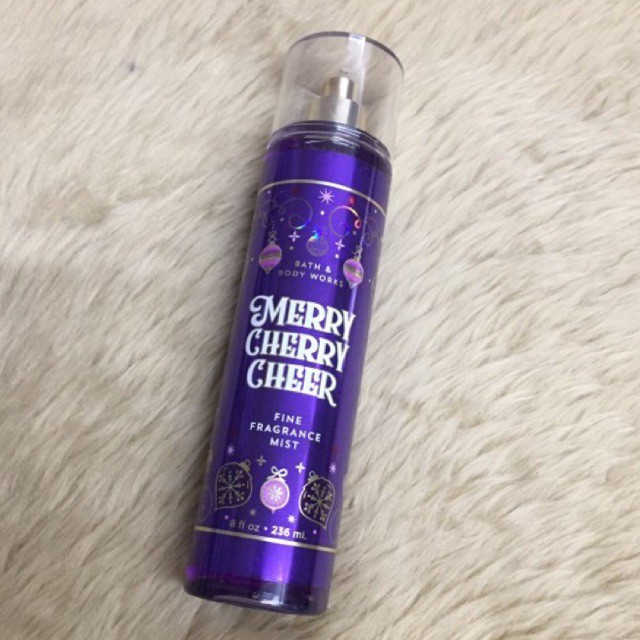 BATH &
BODY WORKS
MERRY
CHERRY
CHEER
FINE
FRAGRANCE
MIST
8 fl oz • 236 mL